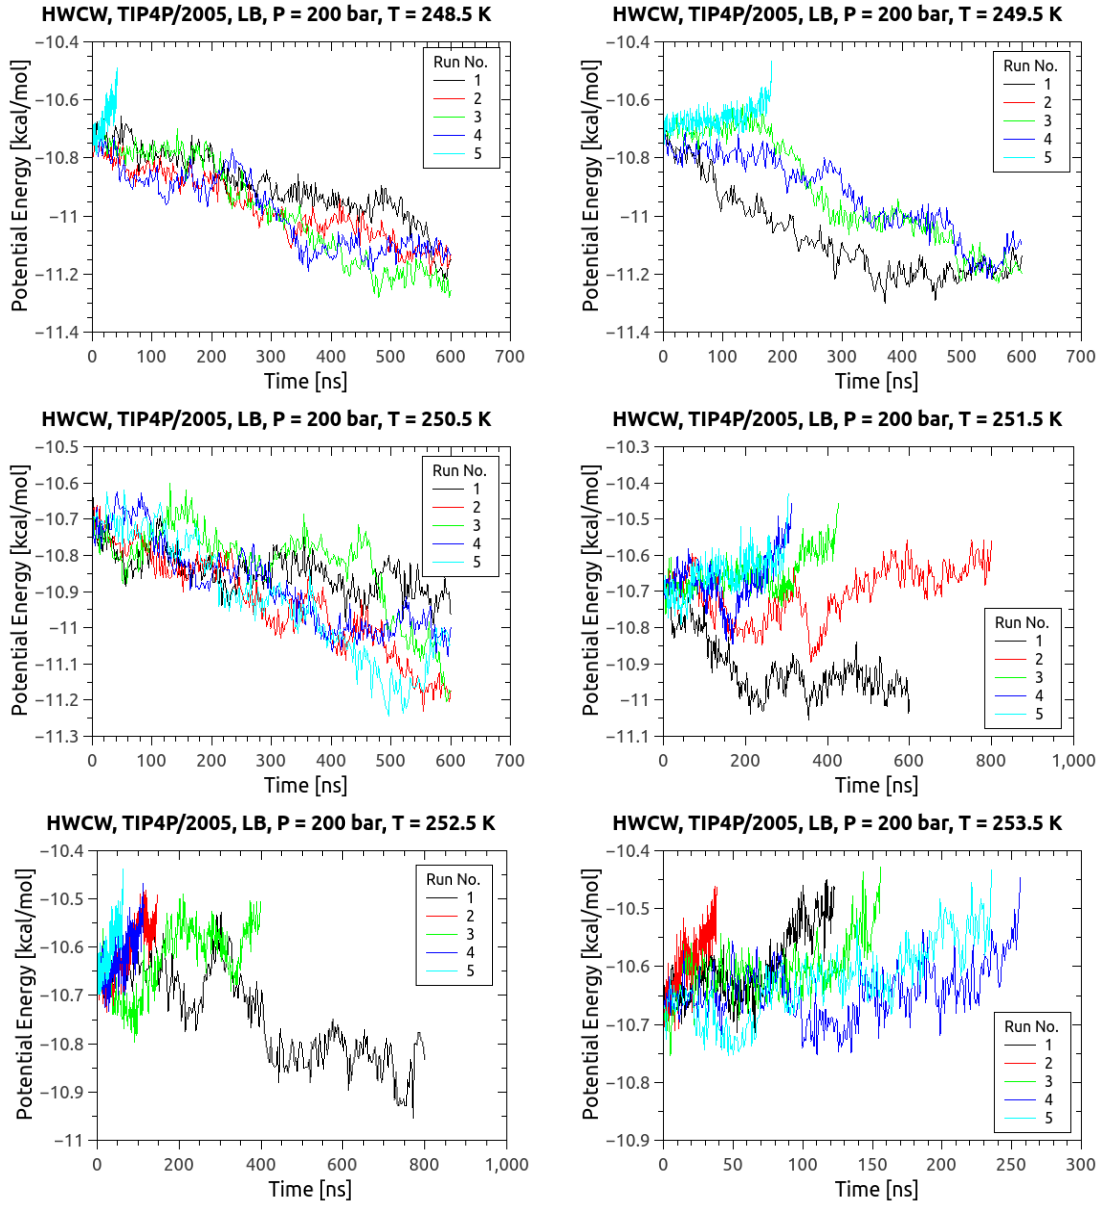 HWCW, TIP4P/2005, LB, P = 200 bar, T = 248.5 K
Potential Energy [kcal/mol]
−10.4
−10.6
−10.8
−11
−11.2
−11.4
Run No.
1
2
3
4
5
0 100 200 300 400 500 600 700
Time [ns]
HWCW, TIP4P/2005, LB, P = 200 bar, T = 249.5 K
Potential Energy [kcal/mol]
−10.4
−10.6
−10.8
−11
−11.2
−11.4
Run No.
1
2
3
4
5
0 100 200 300 400 500 600 700
Time [ns]
HWCW, TIP4P/2005, LB, P = 200 bar, T = 250.5 K
Potential Energy [kcal/mol]
−10.5
−10.6
−10.7
−10.8
−10.9
−11
−11.1
−11.2
−11.3
Run No.
1
2
3
4
5
0 100 200 300 400 500 600 700
Time [ns]
HWCW, TIP4P/2005, LB, P = 200 bar, T = 251.5 K
Potential Energy [kcal/mol]
−10.3
−10.4
−10.5
−10.6
−10.7
−10.8
−10.9
−11
−11.1
Run No.
1
2
3
4
5
0 200 400 600 800 1,000
Time [ns]
HWCW, TIP4P/2005, LB, P = 200 bar, T = 252.5 K
Potential Energy [kcal/mol]
−10.4
−10.5
−10.6
−10.7
−10.8
−10.9
−11
Run No.
1
2
3
4
5
0 200 400 600 800 1,000
Time [ns]
HWCW, TIP4P/2005, LB, P = 200 bar, T = 253.5 K
Potential Energy [kcal/mol]
−10.4
−10.5
−10.6
−10.7
−10.8
−10.9
Run No.
1
2
3
4
5
0 50 100 150 200 250 300
Time [ns]